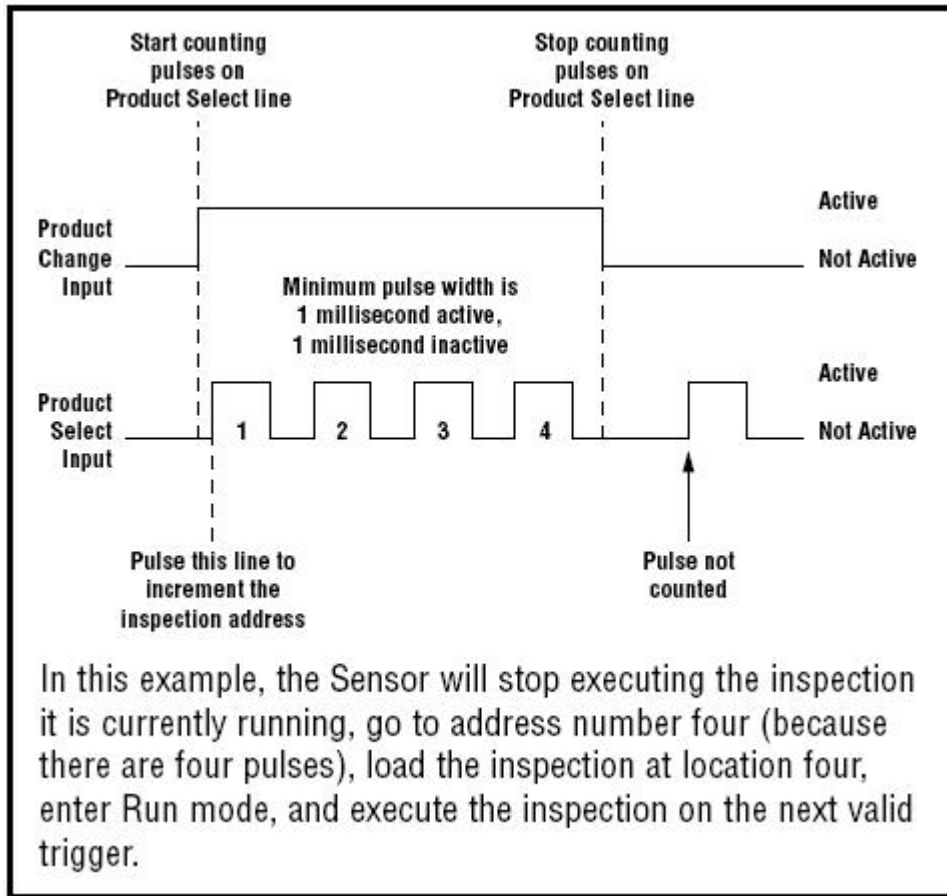 Start counting
pulses on
Product Select line
Stop counting
pulses on
Product Select line
Product
Change
Input
Active
Not Active
Minimum pulse width is
1 millisecond active,
1 millisecond inactive
Product
Select
Input
1
2
3
4
Active
Not Active
Pulse this line to
increment the
inspection address
Pulse not
counted
In this example, the Sensor will stop executing the inspection
it is currently running, go to address number four (because
there are four pulses), load the inspection at location four,
enter Run mode, and execute the inspection on the next valid
trigger.